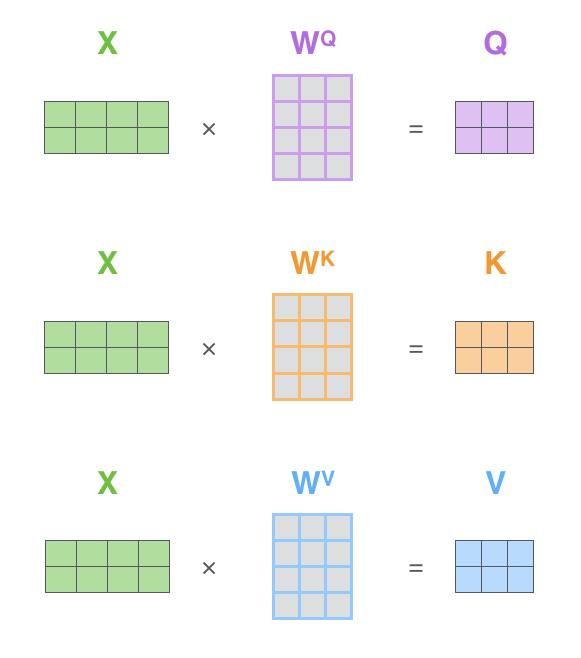 X W^Q Q
× =
X W^K K
× =
X W^V V
× =